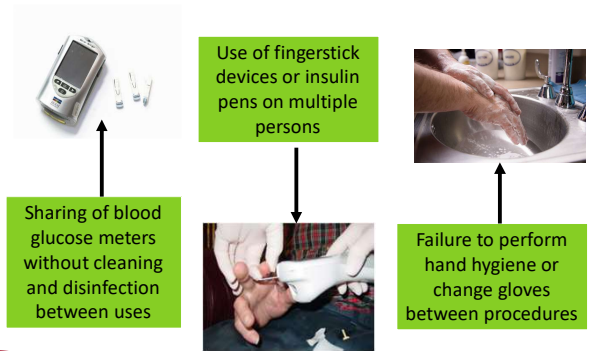 Use of fingerstick
devices or insulin
pens on multiple
persons
Sharing of blood
glucose meters
without cleaning
and disinfection
between uses
Failure to perform
hand hygiene or
change gloves
between procedures